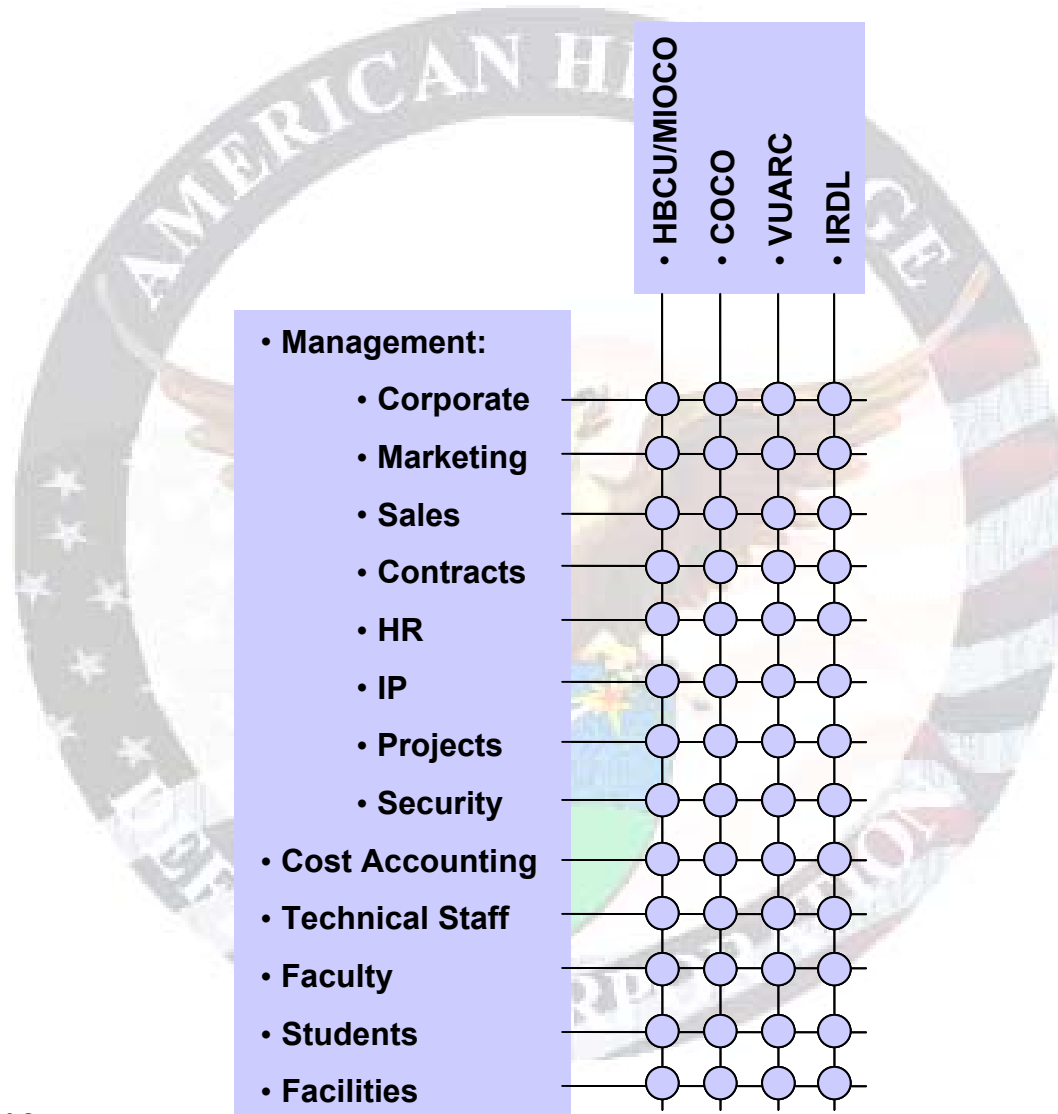 • HBCU/MIOCO
• COCO
• VUARC
• IRDL
• Management:
• Corporate
• Marketing
• Sales
• Contracts
• HR
• IP
• Projects
• Security
• Cost Accounting
• Technical Staff
• Faculty
• Students
• Facilities
AMERICAN